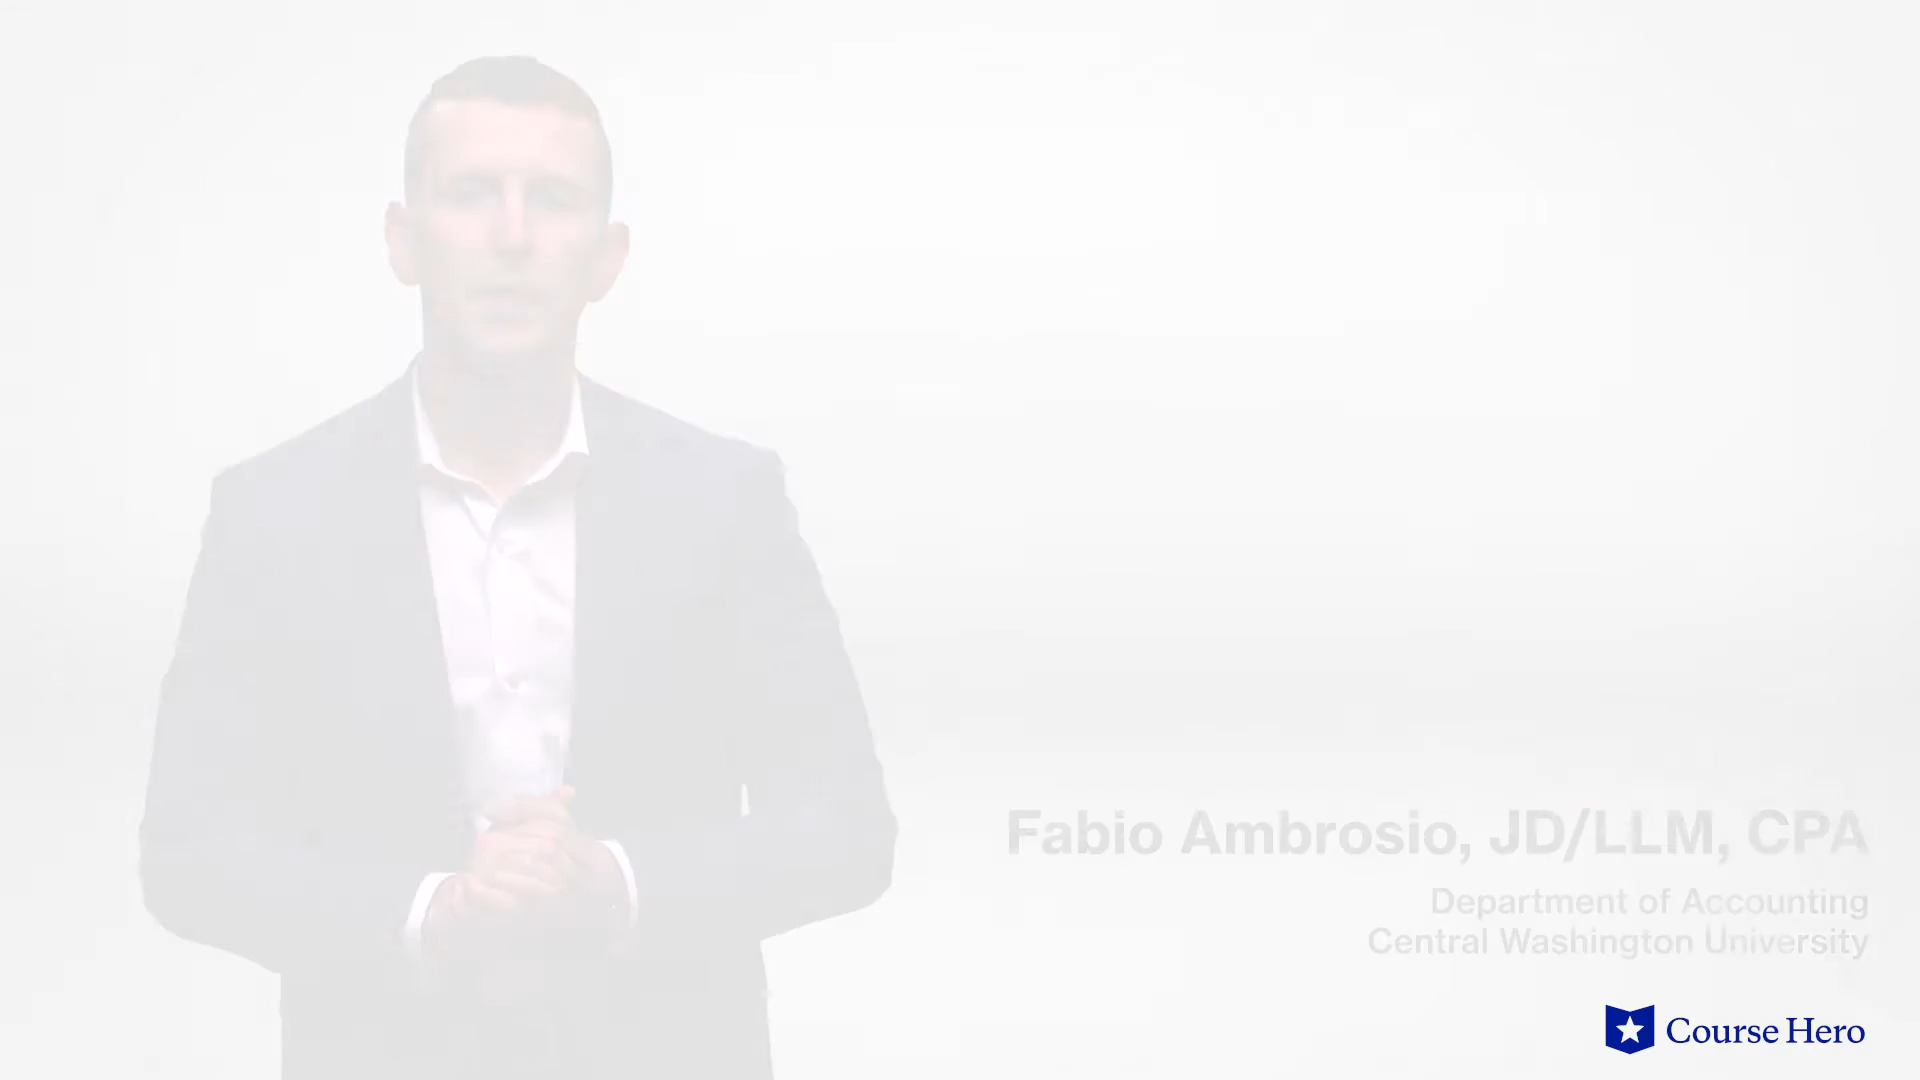 Fabio Ambrosio, JD/LLM, CPA
Department of Accounting
Central Washington University
Course Hero